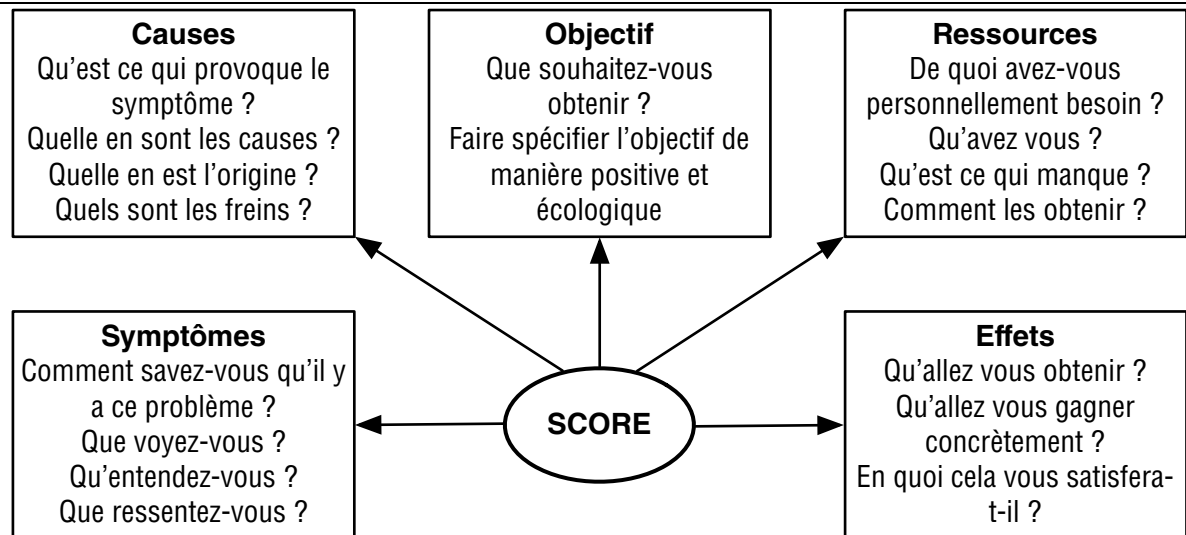 Causes
Qu'est ce qui provoque le
symptôme ?
Quelle en sont les causes ?
Quelle en est l'origine ?
Quels sont les freins ?
Objectif
Que souhaitez-vous
obtenir ?
Faire spécifier l'objectif de
manière positive et
écologique
Ressources
De quoi avez-vous
personnellement besoin ?
Qu'avez vous ?
Qu'est ce qui manque ?
Comment les obtenir ?
Symptômes
Comment savez-vous qu'il y
a ce problème ?
Que voyez-vous ?
Qu'entendez-vous ?
Que ressentez-vous ?
SCORE
Effets
Qu'allez vous obtenir ?
Qu'allez vous gagner
concrètement ?
En quoi cela vous satisfera-
t-il ?